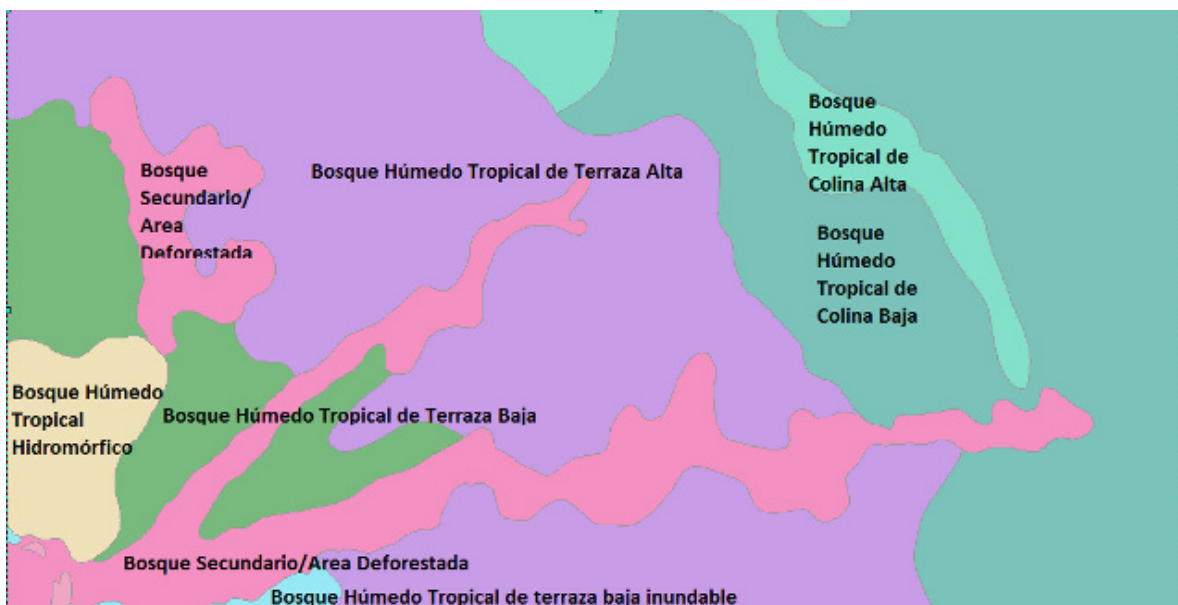 Bosque
Húmedo
Tropical de
Colina Alta
Bosque
Secundario/
Area
Deforestada
Bosque Húmedo Tropical de Terraza Alta
Bosque
Húmedo
Tropical de
Colina Baja
Bosque Húmedo
Tropical
Hidromórfico
Bosque Húmedo Tropical de Terraza Baja
Bosque Secundario/Area Deforestada
Bosque Húmedo Tropical de terraza baja inundable